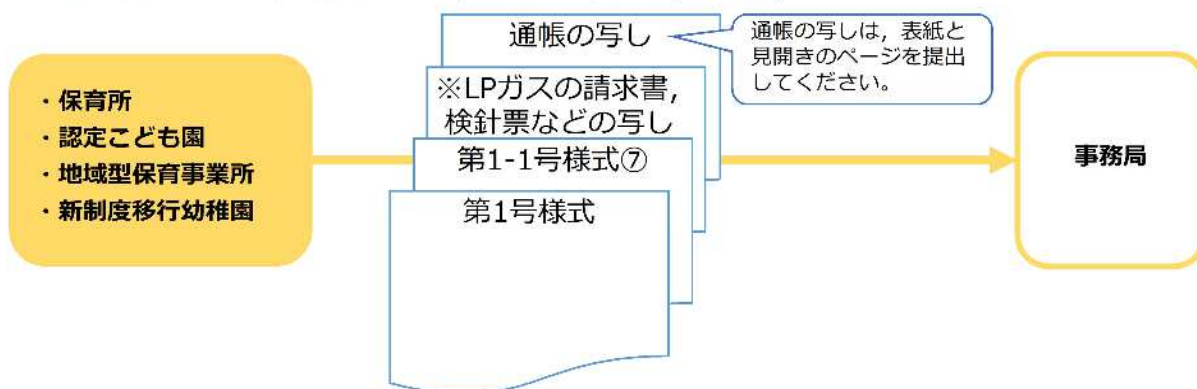 ・保育所
・認定こども園
・地域型保育事業所
・新制度移行幼稚園
通帳の写し
※LPガスの請求書,
検針票などの写し
第1-1号様式⑦
第1号様式
通帳の写しは，表紙と
見開きのページを提出
してください。
事務局